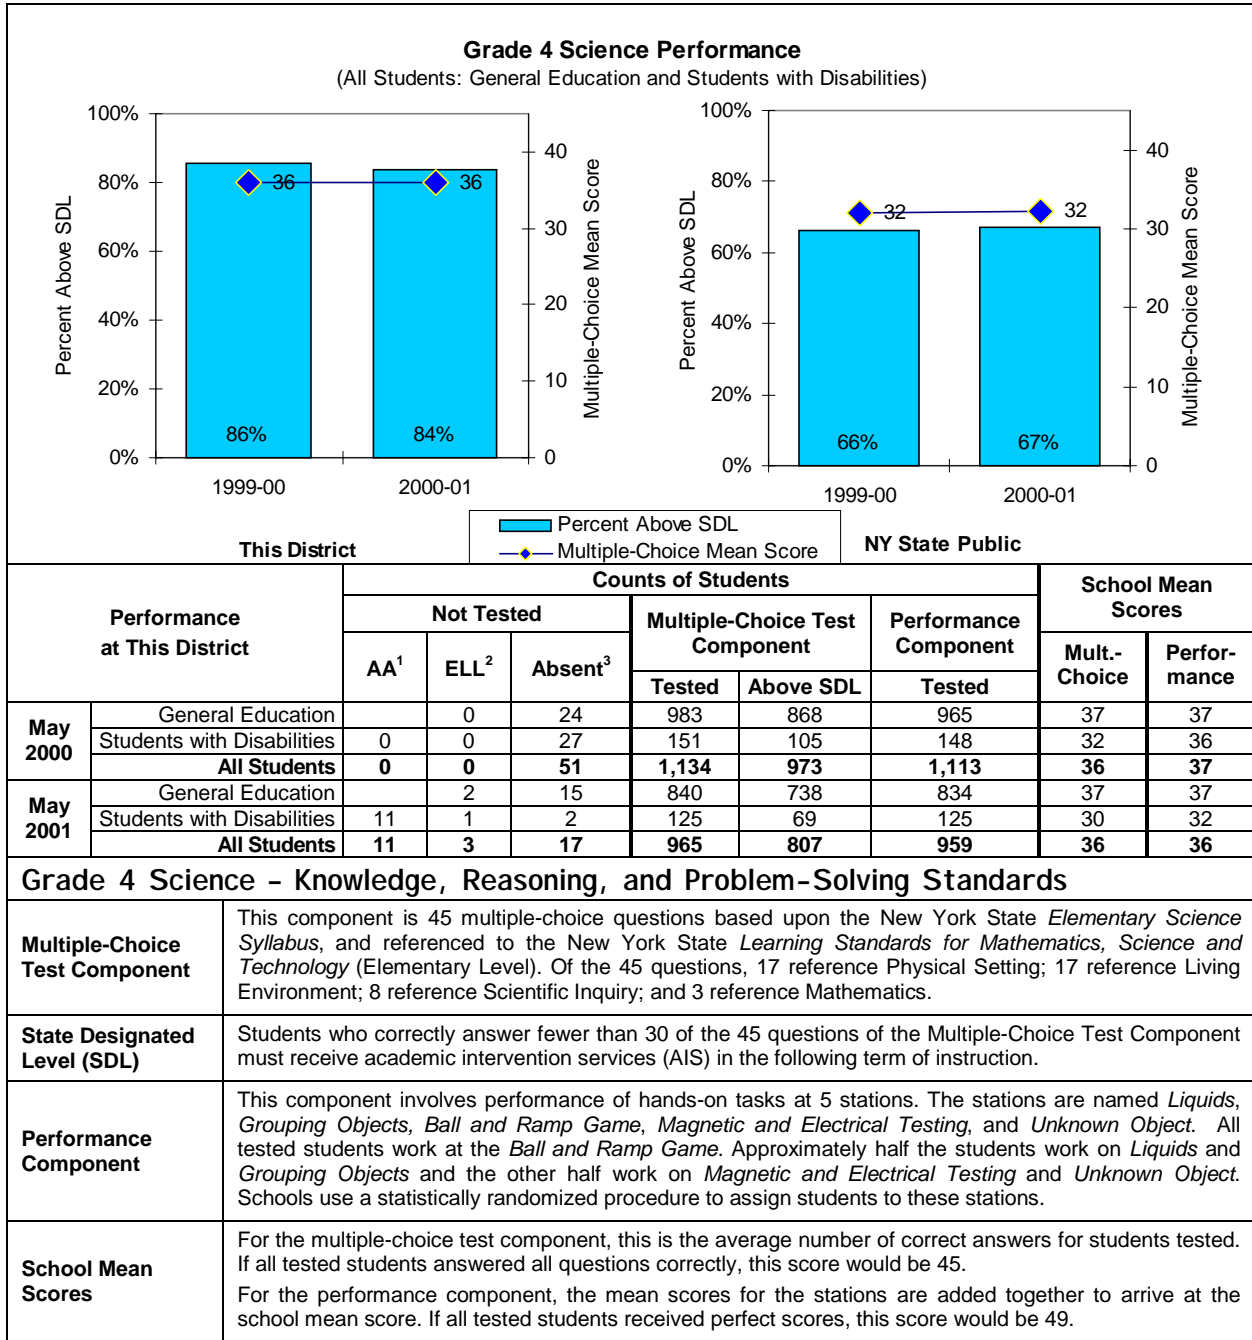 Grade 4 Science Performance
(All Students: General Education and Students with Disabilities)
100%
80%
60%
40%
20%
0%
Percent Above SDL
36
36
86%
84%
1999-00
2000-01
40
30
20
10
0
Multiple-Choice Mean Score
This District
100%
80%
60%
40%
20%
0%
Percent Above SDL
32
32
66%
67%
1999-00
2000-01
40
30
20
10
0
Multiple-Choice Mean Score
NY State Public
Percent Above SDL
Multiple-Choice Mean Score
Performance
at This District
Counts of Students
School Mean
Scores
Not Tested
Multiple-Choice Test
Component
Performance
Component
Mult.-
Choice
Perfor-
mance
AA¹ ELL² Absent³
Tested Above SDL Tested
May
2000
General Education 0 24 983 868 965 37 37
Students with Disabilities 0 0 27 151 105 148 32 36
All Students 0 0 51 1,134 973 1,113 36 37
May
2001
General Education 2 15 840 738 834 37 37
Students with Disabilities 11 1 2 125 69 125 30 32
All Students 11 3 17 965 807 959 36 36
Grade 4 Science – Knowledge, Reasoning, and Problem-Solving Standards
Multiple-Choice
Test Component
This component is 45 multiple-choice questions based upon the New York State Elementary Science
Syllabus, and referenced to the New York State Learning Standards for Mathematics, Science and
Technology (Elementary Level). Of the 45 questions, 17 reference Physical Setting; 17 reference Living
Environment; 8 reference Scientific Inquiry; and 3 reference Mathematics.
State Designated
Level (SDL)
Students who correctly answer fewer than 30 of the 45 questions of the Multiple-Choice Test Component
must receive academic intervention services (AIS) in the following term of instruction.
Performance
Component
This component involves performance of hands-on tasks at 5 stations. The stations are named Liquids,
Grouping Objects, Ball and Ramp Game, Magnetic and Electrical Testing, and Unknown Object. All
tested students work at the Ball and Ramp Game. Approximately half the students work on Liquids and
Grouping Objects and the other half work on Magnetic and Electrical Testing and Unknown Object.
Schools use a statistically randomized procedure to assign students to these stations.
School Mean
Scores
For the multiple-choice test component, this is the average number of correct answers for students tested.
If all tested students answered all questions correctly, this score would be 45.
For the performance component, the mean scores for the stations are added together to arrive at the
school mean score. If all tested students received perfect scores, this score would be 49.